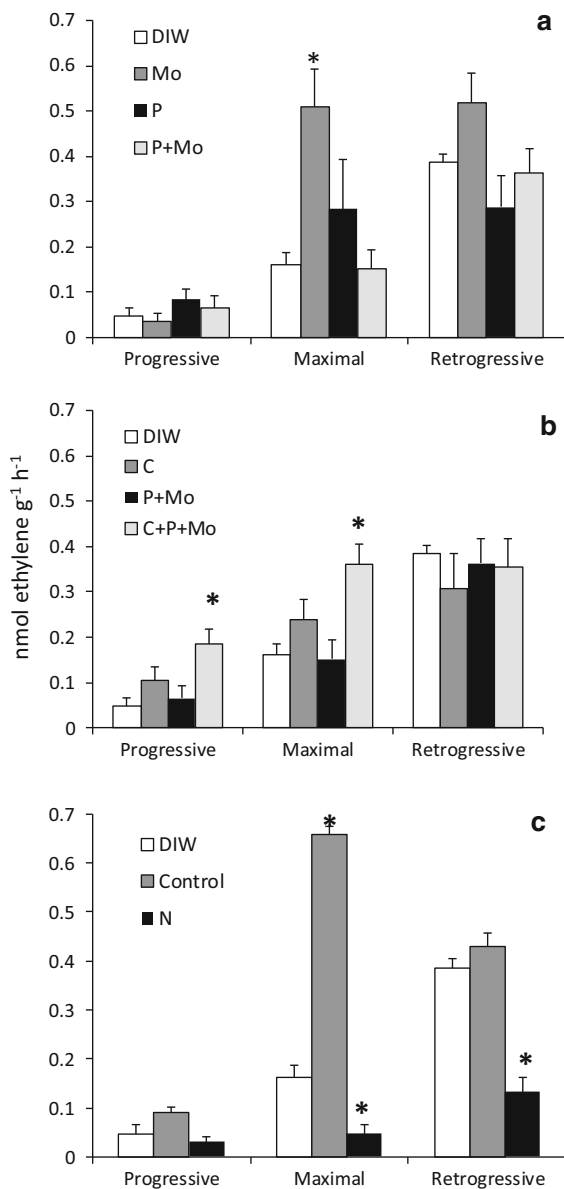 a
0.7
0.6
0.5
0.4
0.3
0.2
0.1
0
DIW
Mo
P
P+Mo
*
Progressive Maximal Retrogressive
b
0.7
0.6
0.5
0.4
0.3
0.2
0.1
0
DIW
C
P+Mo
C+P+Mo
*
*
Progressive Maximal Retrogressive
nmol ethylene g-1 h-1
c
0.7
0.6
0.5
0.4
0.3
0.2
0.1
0
DIW
Control
N
*
*
*
Progressive Maximal Retrogressive